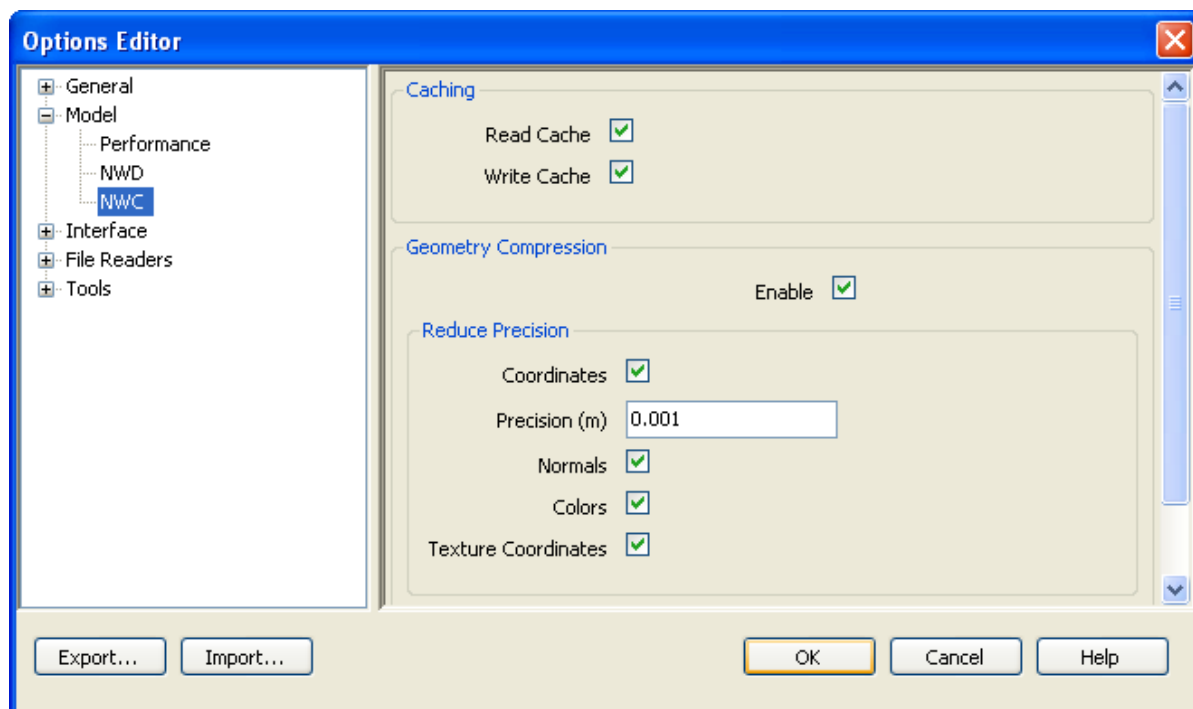 Options Editor
General
Model
Performance
NWD
NWC
Interface
File Readers
Tools
Caching
Read Cache
Write Cache
Geometry Compression
Enable
Reduce Precision
Coordinates
Precision (m) 0.001
Normals
Colors
Texture Coordinates
Export... Import... OK Cancel Help